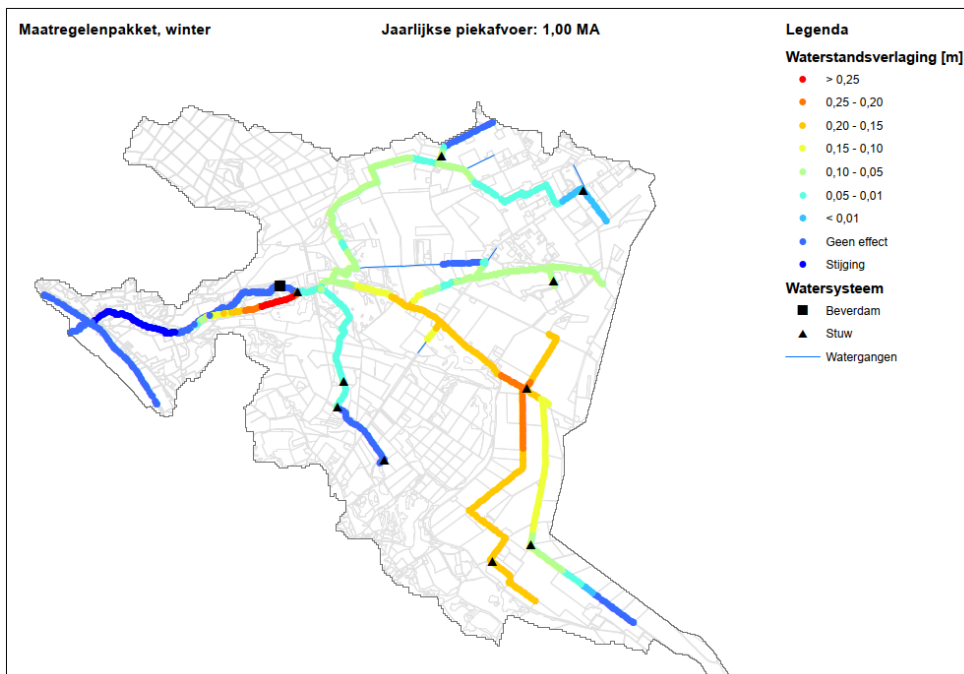 Maatregelenpakket, winter
Jaarlijkse piekafvoer: 1,00 MA
Legenda
Waterstandsverlaging [m]
> 0,25
0,25 - 0,20
0,20 - 0,15
0,15 - 0,10
0,10 - 0,05
0,05 - 0,01
< 0,01
Geen effect
Stijging
Watersysteem
Beverdam
Stuw
Watergangen